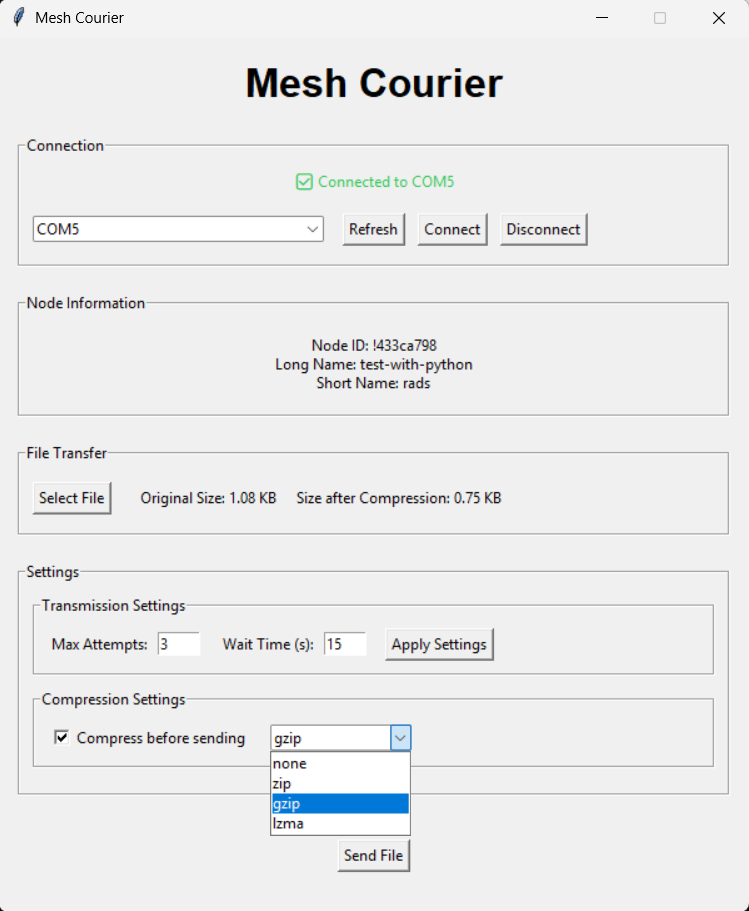 Mesh Courier
Mesh Courier
Connection
Connected to COM5
COM5 Refresh Connect Disconnect
Node Information
Node ID: !433ca798
Long Name: test-with-python
Short Name: rads
File Transfer
Select File Original Size: 1.08 KB Size after Compression: 0.75 KB
Settings
Transmission Settings
Max Attempts: 3 Wait Time (s): 15 Apply Settings
Compression Settings
Compress before sending gzip
none
zip
gzip
lzma
Send File